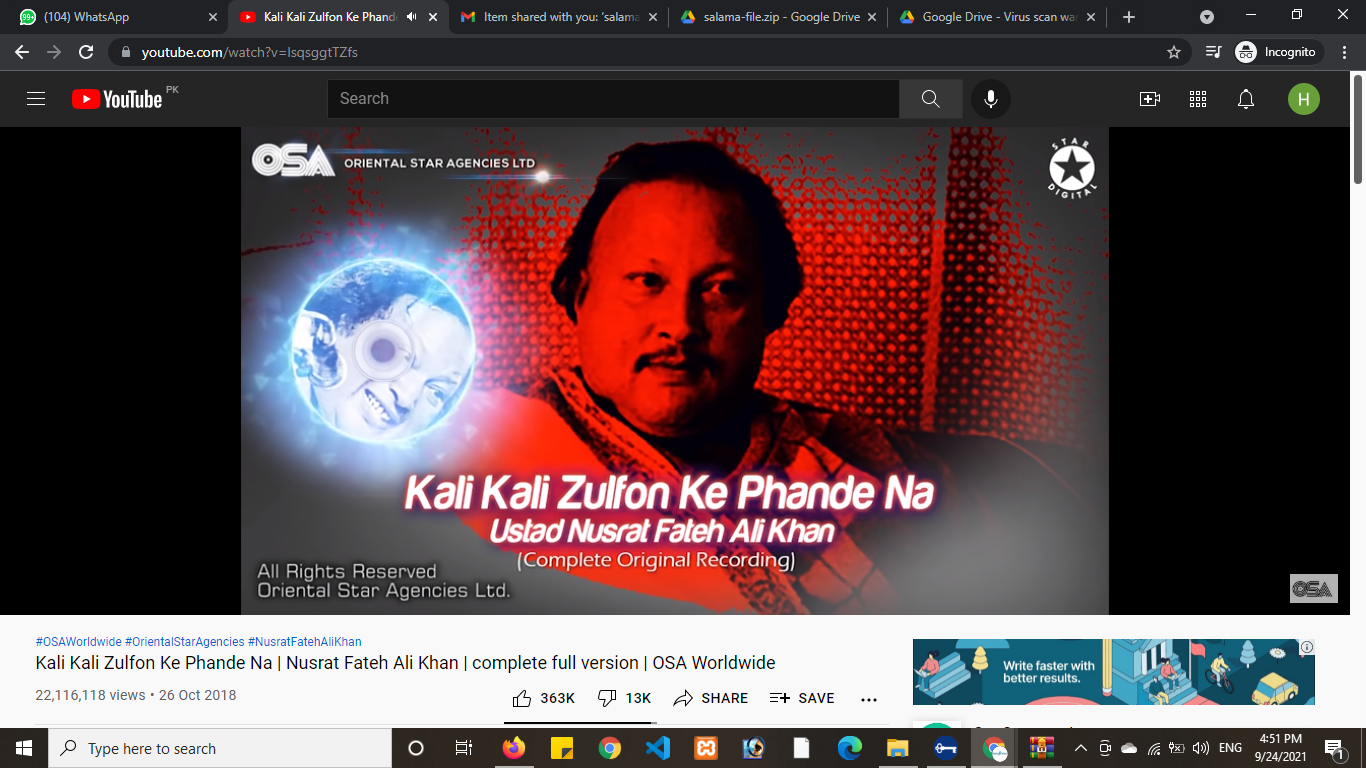 99+
(104) WhatsApp
Kali Kali Zulfon Ke Phand
Item shared with you: 'salama
salama-file.zip - Google Drive
Google Drive - Virus scan wa
youtube.com/watch?v=IsqsggtTZfs
Incognito
YouTube PK
Search
H
OSA ORIENTAL STAR AGENCIES LTD
STAR DIGITAL
Kali Kali Zulfon Ke Phande Na
Ustad Nusrat Fateh Ali Khan
(Complete Original Recording)
All Rights Reserved
Oriental Star Agencies Ltd.
OSA
#OSAWorldwide #OrientalStarAgencies #NusratFatehAliKhan
Kali Kali Zulfon Ke Phande Na | Nusrat Fateh Ali Khan | complete full version | OSA Worldwide
22,116,118 views • 26 Oct 2018
363K 13K SHARE SAVE
Write faster with
better results.
Type here to search
ENG
4:51 PM
9/24/2021
1